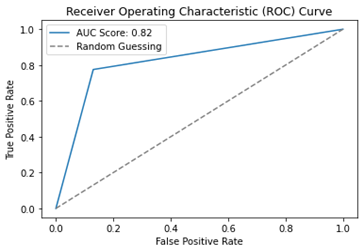 Receiver Operating Characteristic (ROC) Curve
AUC Score: 0.82
Random Guessing
True Positive Rate
1.0
0.8
0.6
0.4
0.2
0.0
0.0 0.2 0.4 0.6 0.8 1.0
False Positive Rate